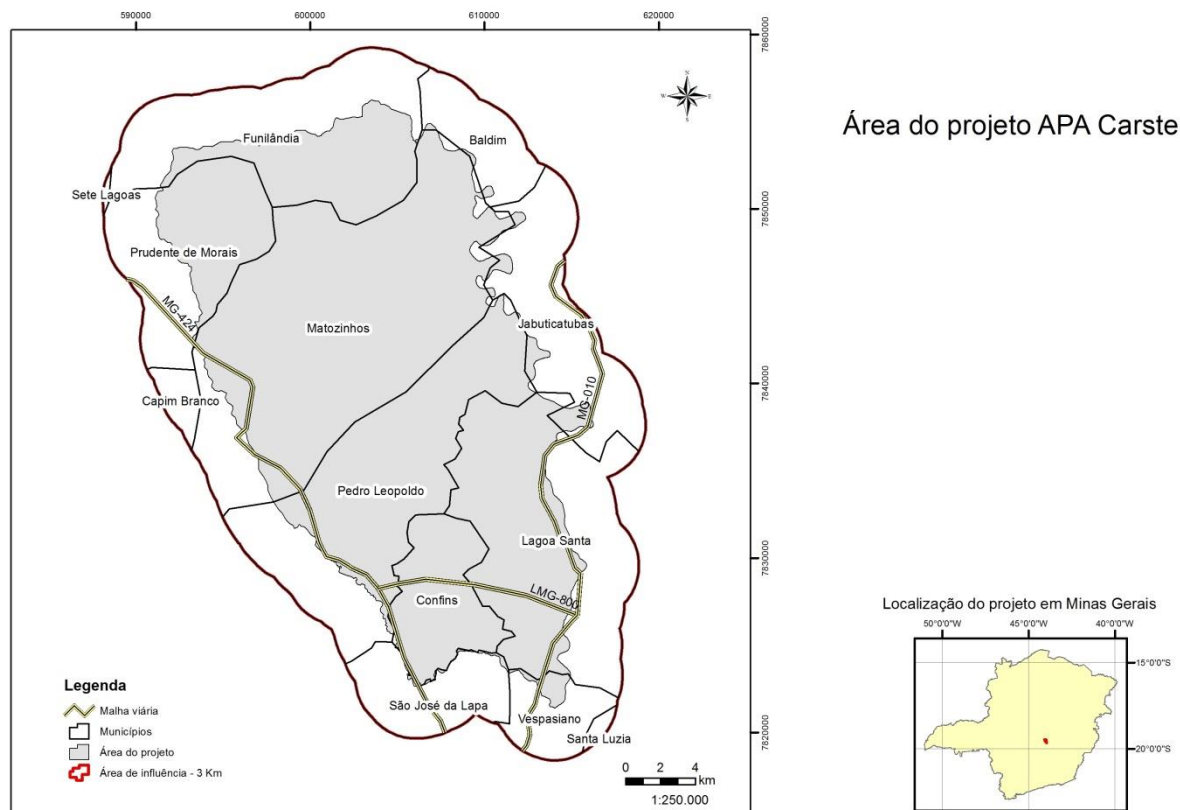 590000
600000
610000
620000
7860000
N
W
E
S
Área do projeto APA Carste
Funilândia
Baldim
Sete Lagoas
7850000
Prudente de Morais
MG-424
Matozinhos
Jabuticatubas
7840000
Capim Branco
MG-010
Pedro Leopoldo
Lagoa Santa
7830000
LMG-800
Confins
São José da Lapa
Vespasiano
Santa Luzia
7820000
Legenda
Malha viária
Municípios
Área do projeto
Área de influência - 3 Km
0 2 4
km
1:250.000
Localização do projeto em Minas Gerais
50°0'0"W
45°0'0"W
40°0'0"W
15°0'0"S
20°0'0"S